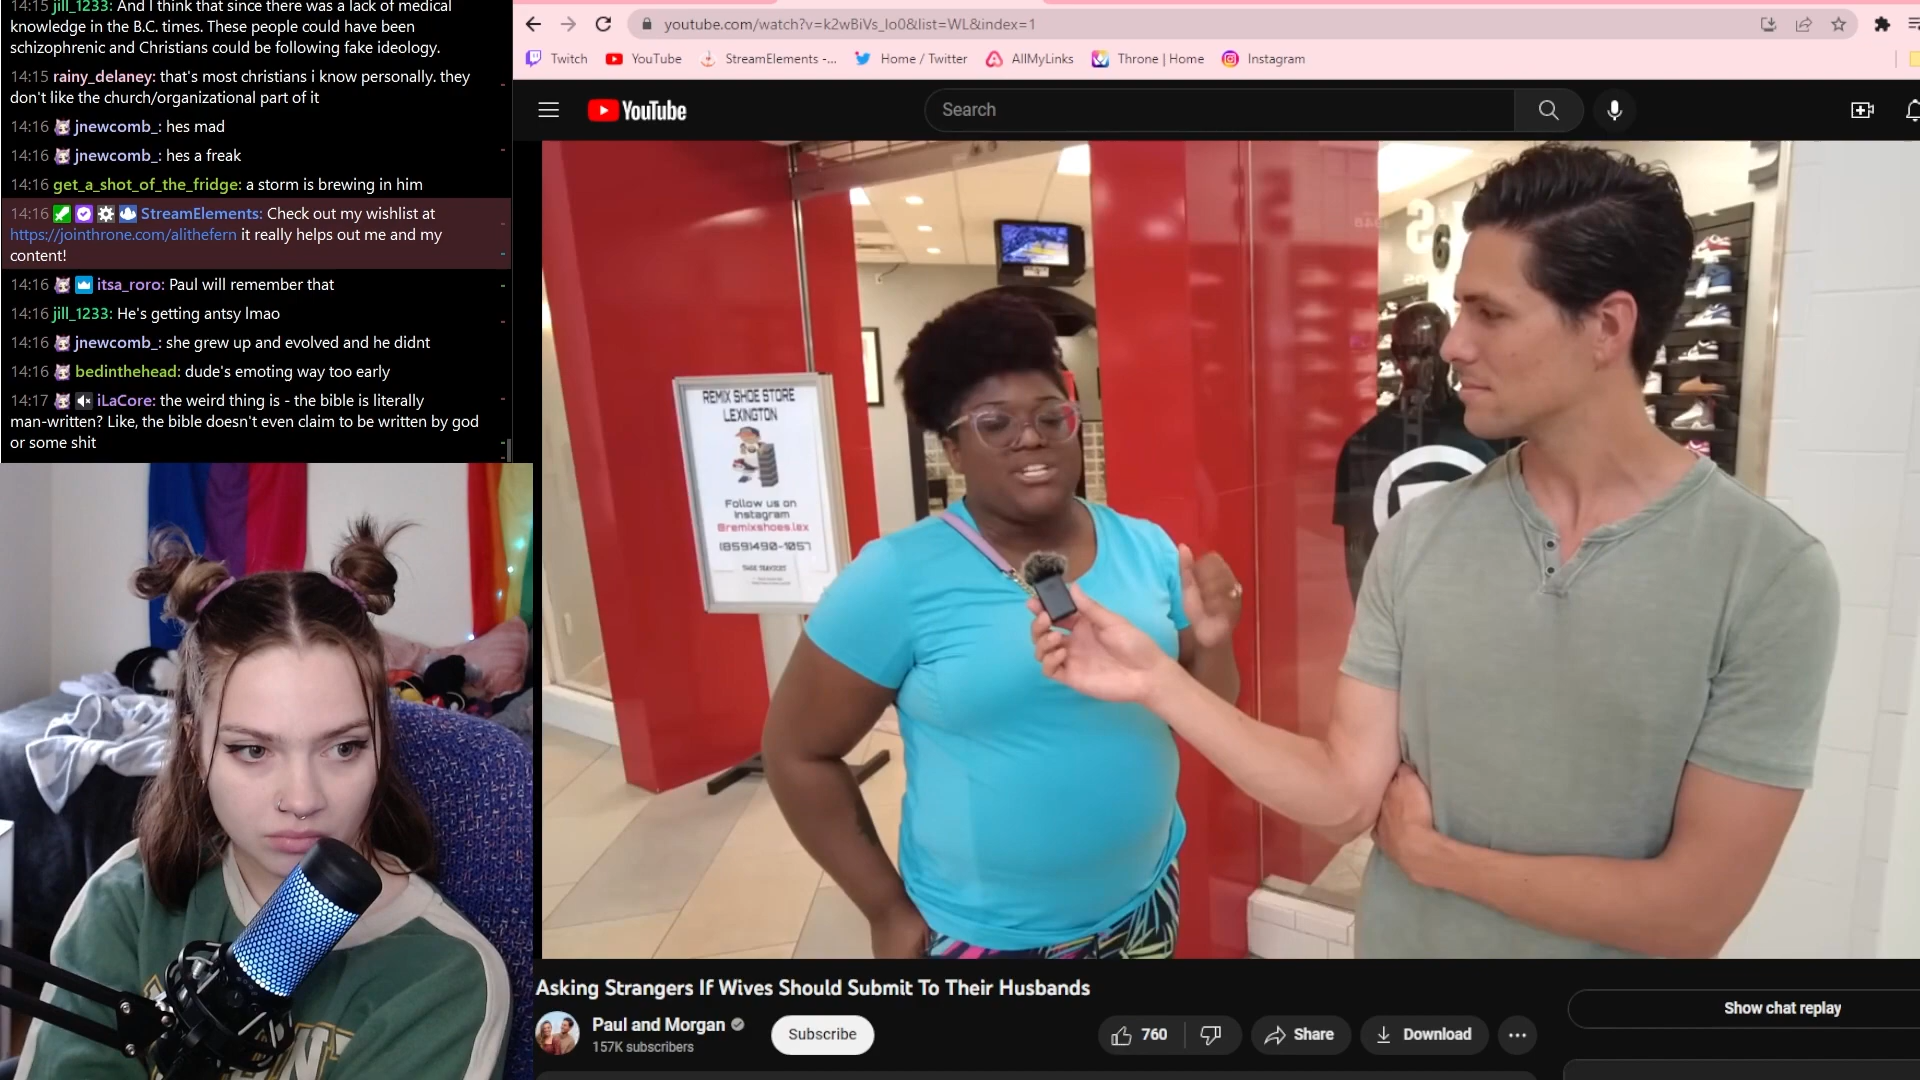 14:15 jill_1233: And I think that since there was a lack of medical
knowledge in the B.C. times. These people could have been
schizophrenic and Christians could be following fake ideology.
14:15 rainy_delaney: that's most christians i know personally. they
don't like the church/organizational part of it
14:16 jnewcomb_: hes mad
14:16 jnewcomb_: hes a freak
14:16 get_a_shot_of_the_fridge: a storm is brewing in him
14:16 StreamElements: Check out my wishlist at
https://jointhrone.com/alithefern it really helps out me and my
content!
14:16 itsa_roro: Paul will remember that
14:16 jill_1233: He's getting antsy lmao
14:16 jnewcomb_: she grew up and evolved and he didnt
14:16 bedinthehead: dude's emoting way too early
14:17 iLaCore: the weird thing is - the bible is literally
man-written? Like, the bible doesn't even claim to be written by god
or some shit
youtube.com/watch?v=k2wBiVs_Io0&list=WL&index=1
Twitch YouTube StreamElements -... Home / Twitter AllMyLinks Throne | Home Instagram
YouTube
Search
REMIX SHOE STORE
LEXINGTON
Follow us on
Instagram
@remixshoes.lex
(859)490-1057
Asking Strangers If Wives Should Submit To Their Husbands
Paul and Morgan
157K subscribers
Subscribe
760
Share
Download
Show chat replay